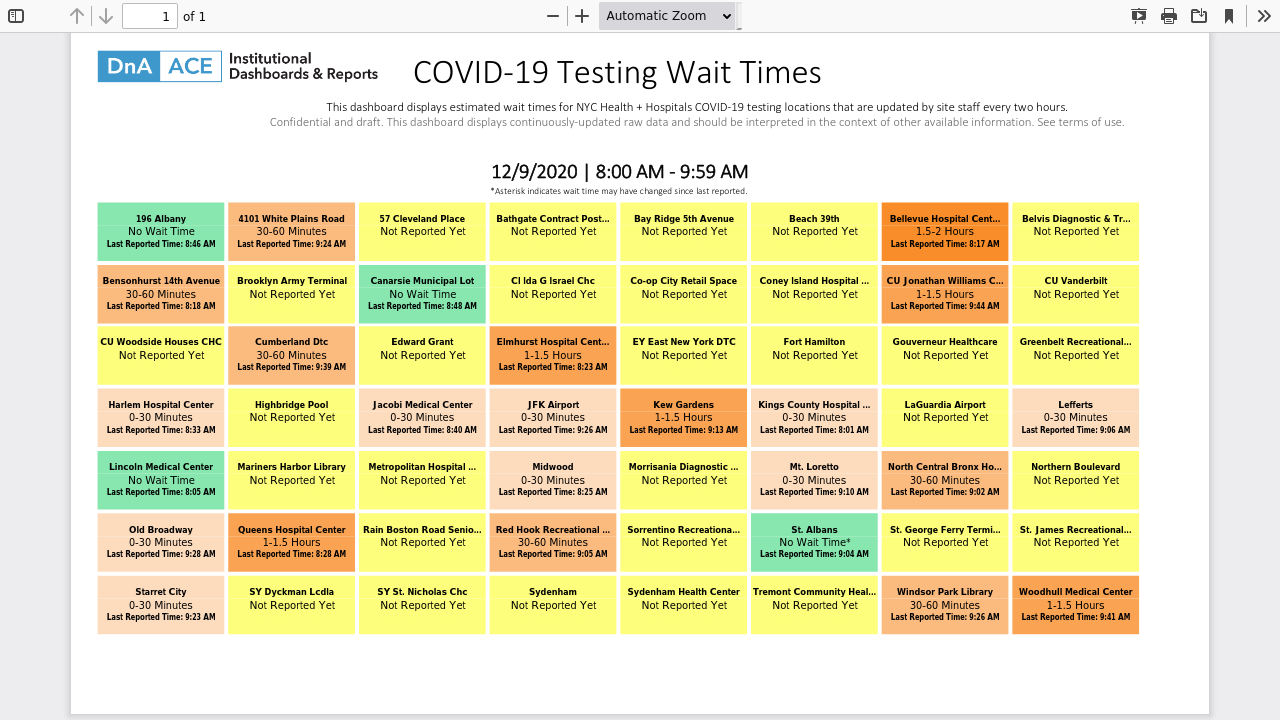 1 of 1 Automatic Zoom
DnA ACE Institutional
Dashboards & Reports
COVID-19 Testing Wait Times
This dashboard displays estimated wait times for NYC Health + Hospitals COVID-19 testing locations that are updated by site staff every two hours.
Confidential and draft. This dashboard displays continuously-updated raw data and should be interpreted in the context of other available information. See terms of use.
12/9/2020 | 8:00 AM - 9:59 AM
*Asterisk indicates wait time may have changed since last reported.
196 Albany
No Wait Time
Last Reported Time: 8:46 AM
4101 White Plains Road
30-60 Minutes
Last Reported Time: 9:24 AM
57 Cleveland Place
Not Reported Yet
Bathgate Contract Post...
Not Reported Yet
Bay Ridge 5th Avenue
Not Reported Yet
Beach 39th
Not Reported Yet
Bellevue Hospital Cent...
1.5-2 Hours
Last Reported Time: 8:17 AM
Belvis Diagnostic & Tr...
Not Reported Yet
Bensonhurst 14th Avenue
30-60 Minutes
Last Reported Time: 8:18 AM
Brooklyn Army Terminal
Not Reported Yet
Canarsie Municipal Lot
No Wait Time
Last Reported Time: 8:48 AM
CI Ida G Israel Chc
Not Reported Yet
Co-op City Retail Space
Not Reported Yet
Coney Island Hospital ...
Not Reported Yet
CU Jonathan Williams C...
1-1.5 Hours
Last Reported Time: 9:44 AM
CU Vanderbilt
Not Reported Yet
CU Woodside Houses CHC
Not Reported Yet
Cumberland Dtc
30-60 Minutes
Last Reported Time: 9:39 AM
Edward Grant
Not Reported Yet
Elmhurst Hospital Cent...
1-1.5 Hours
Last Reported Time: 8:23 AM
EY East New York DTC
Not Reported Yet
Fort Hamilton
Not Reported Yet
Gouverneur Healthcare
Not Reported Yet
Greenbelt Recreational...
Not Reported Yet
Harlem Hospital Center
0-30 Minutes
Last Reported Time: 8:33 AM
Highbridge Pool
Not Reported Yet
Jacobi Medical Center
0-30 Minutes
Last Reported Time: 8:40 AM
JFK Airport
0-30 Minutes
Last Reported Time: 9:26 AM
Kew Gardens
1-1.5 Hours
Last Reported Time: 9:13 AM
Kings County Hospital ...
0-30 Minutes
Last Reported Time: 8:01 AM
LaGuardia Airport
Not Reported Yet
Lefferts
0-30 Minutes
Last Reported Time: 9:06 AM
Lincoln Medical Center
No Wait Time
Last Reported Time: 8:05 AM
Mariners Harbor Library
Not Reported Yet
Metropolitan Hospital ...
Not Reported Yet
Midwood
0-30 Minutes
Last Reported Time: 8:25 AM
Morrisania Diagnostic ...
Not Reported Yet
Mt. Loretto
0-30 Minutes
Last Reported Time: 9:10 AM
North Central Bronx Ho...
30-60 Minutes
Last Reported Time: 9:02 AM
Northern Boulevard
Not Reported Yet
Old Broadway
0-30 Minutes
Last Reported Time: 9:28 AM
Queens Hospital Center
1-1.5 Hours
Last Reported Time: 8:28 AM
Rain Boston Road Senio...
Not Reported Yet
Red Hook Recreational ...
30-60 Minutes
Last Reported Time: 9:05 AM
Sorrentino Recreationa...
Not Reported Yet
St. Albans
No Wait Time*
Last Reported Time: 9:04 AM
St. George Ferry Termi...
Not Reported Yet
St. James Recreational...
Not Reported Yet
Starret City
0-30 Minutes
Last Reported Time: 9:23 AM
SY Dyckman Lcdla
Not Reported Yet
SY St. Nicholas Chc
Not Reported Yet
Sydenham
Not Reported Yet
Sydenham Health Center
Not Reported Yet
Tremont Community Heal...
Not Reported Yet
Windsor Park Library
30-60 Minutes
Last Reported Time: 9:26 AM
Woodhull Medical Center
1-1.5 Hours
Last Reported Time: 9:41 AM